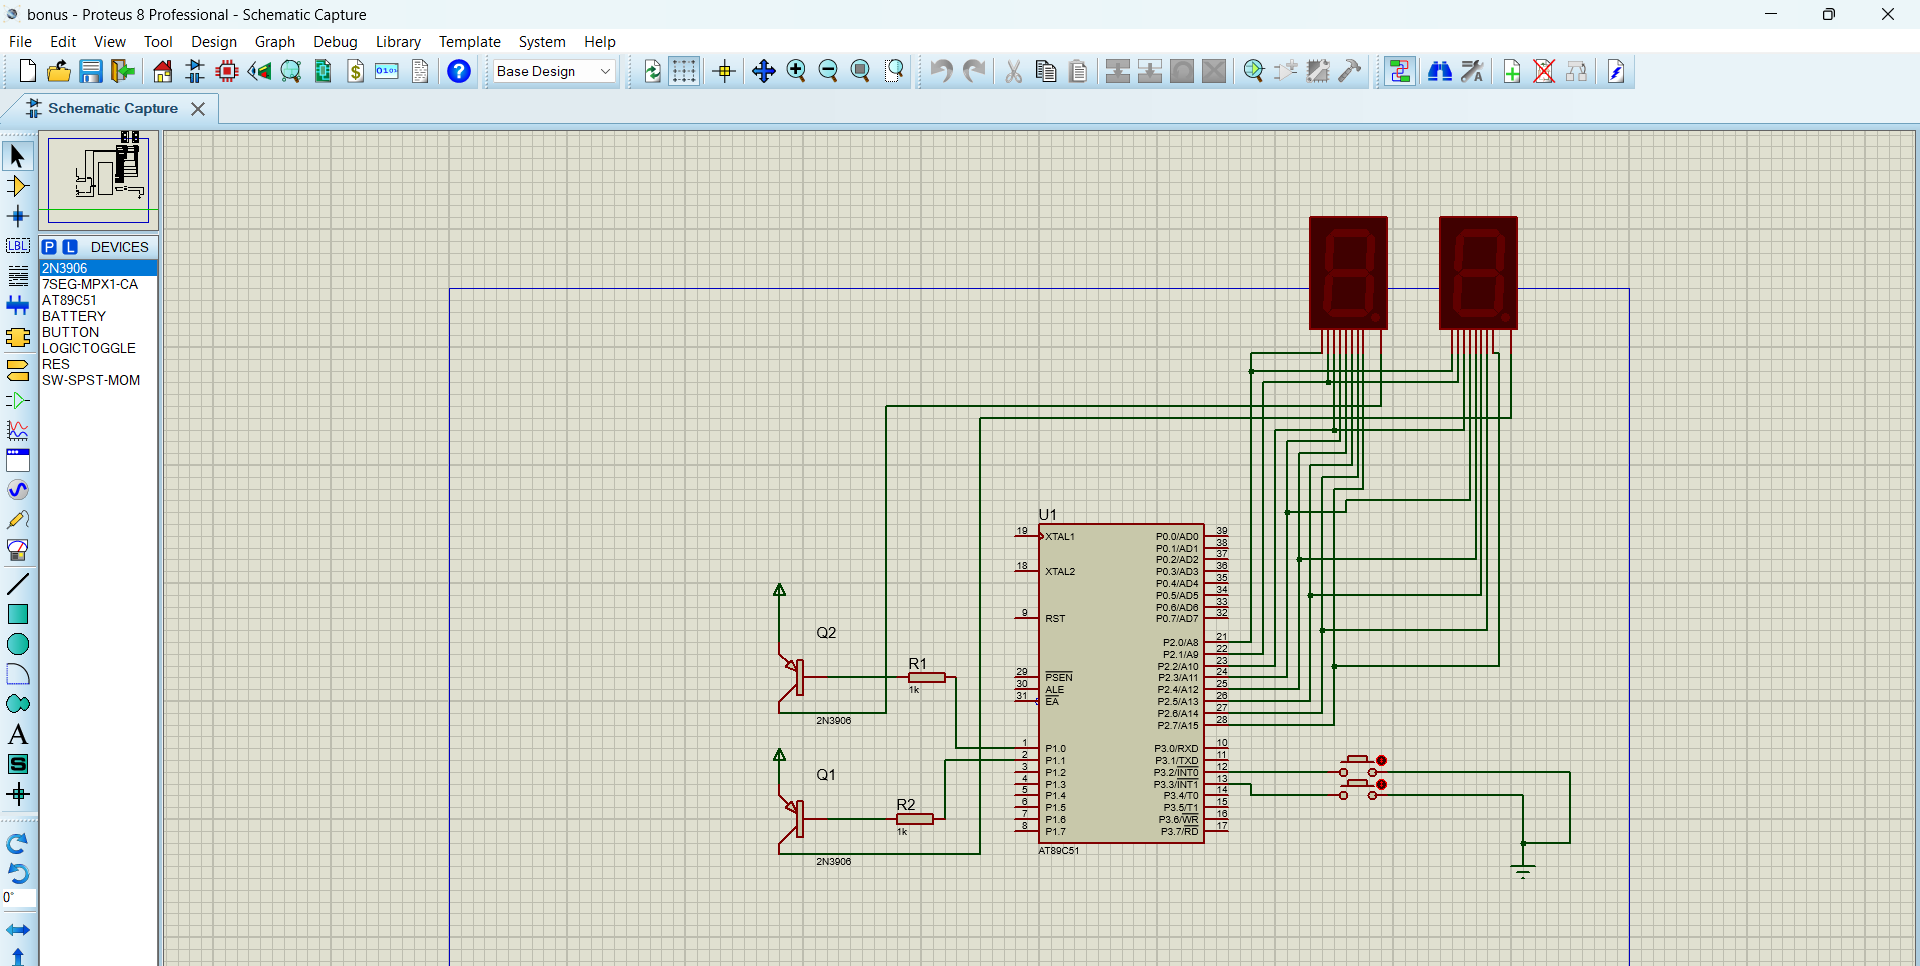 bonus - Proteus 8 Professional - Schematic Capture
File Edit View Tool Design Graph Debug Library Template System Help
Base Design
Schematic Capture
P L DEVICES
2N3906
7SEG-MPX1-CA
AT89C51
BATTERY
BUTTON
LOGICTOGGLE
RES
SW-SPST-MOM
LBL
A
S
0°
U1
19 XTAL1
18 XTAL2
9 RST
29 PSEN
30 ALE
31 EA
1 P1.0
2 P1.1
3 P1.2
4 P1.3
5 P1.4
6 P1.5
7 P1.6
8 P1.7
P0.0/AD0 39
P0.1/AD1 38
P0.2/AD2 37
P0.3/AD3 36
P0.4/AD4 35
P0.5/AD5 34
P0.6/AD6 33
P0.7/AD7 32
P2.0/A8 21
P2.1/A9 22
P2.2/A10 23
P2.3/A11 24
P2.4/A12 25
P2.5/A13 26
P2.6/A14 27
P2.7/A15 28
P3.0/RXD 10
P3.1/TXD 11
P3.2/INT0 12
P3.3/INT1 13
P3.4/T0 14
P3.5/T1 15
P3.6/WR 16
P3.7/RD 17
AT89C51
Q2
2N3906
R1
1k
Q1
2N3906
R2
1k